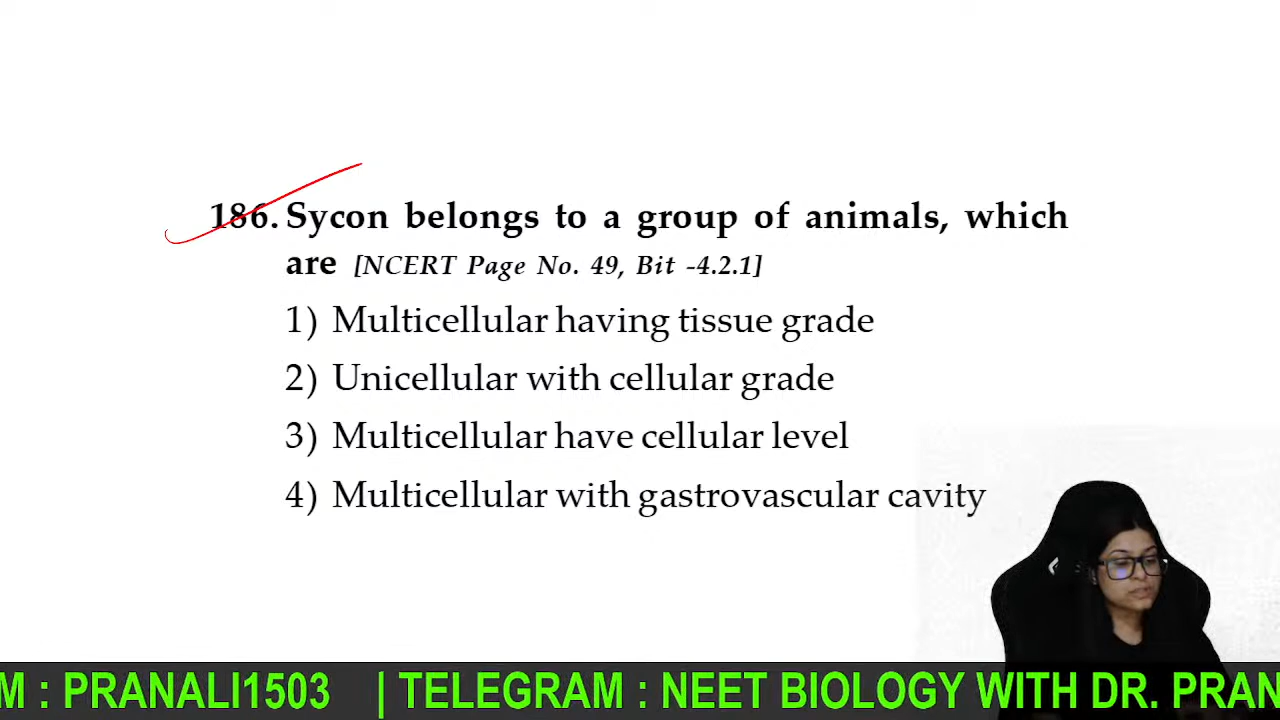 186. Sycon belongs to a group of animals, which
are [NCERT Page No. 49, Bit -4.2.1]
1) Multicellular having tissue grade
2) Unicellular with cellular grade
3) Multicellular have cellular level
4) Multicellular with gastrovascular cavity
M : PRANALI1503 | TELEGRAM : NEET BIOLOGY WITH DR. PRAN